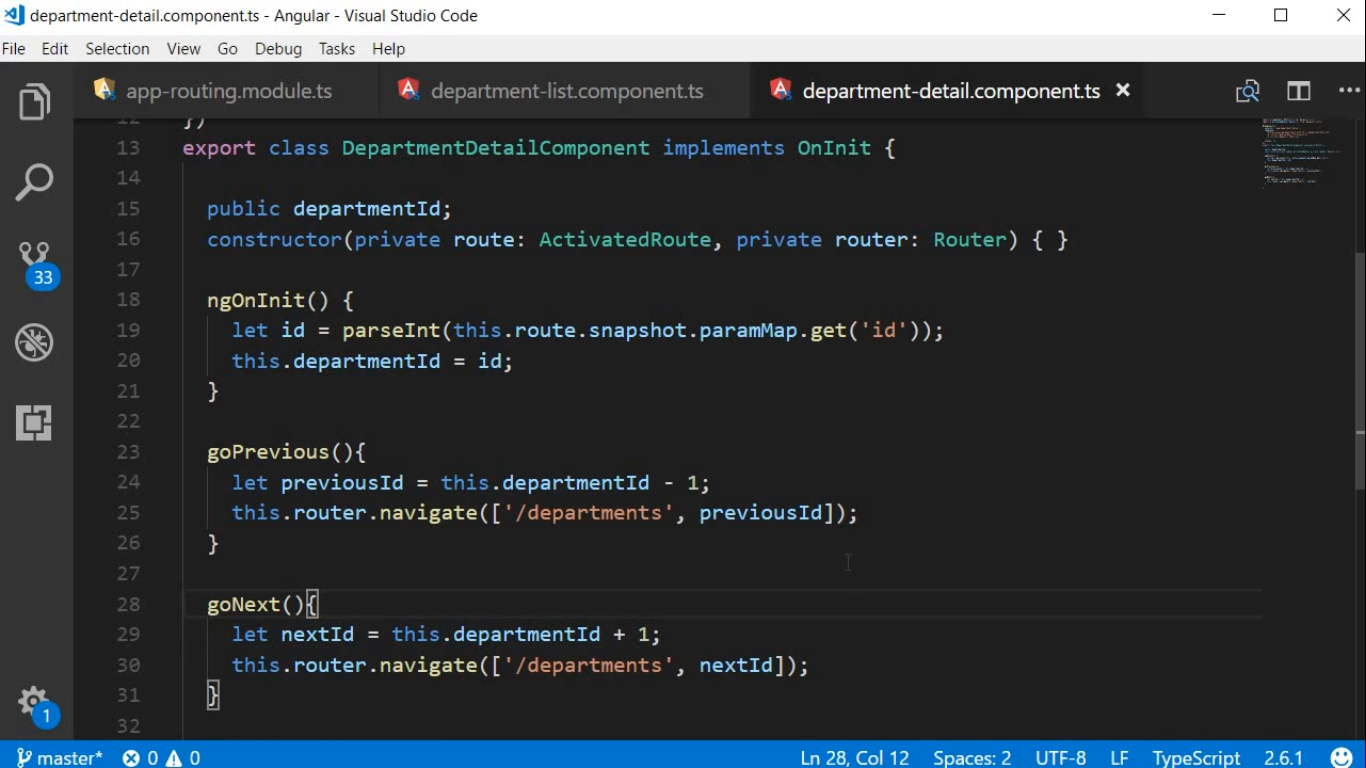 department-detail.component.ts - Angular - Visual Studio Code
File Edit Selection View Go Debug Tasks Help
app-routing.module.ts department-list.component.ts department-detail.component.ts
12 })
13 export class DepartmentDetailComponent implements OnInit {
14
15 public departmentId;
16 constructor(private route: ActivatedRoute, private router: Router) { }
17
18 ngOnInit() {
19 let id = parseInt(this.route.snapshot.paramMap.get('id'));
20 this.departmentId = id;
21 }
22
23 goPrevious(){
24 let previousId = this.departmentId - 1;
25 this.router.navigate(['/departments', previousId]);
26 }
27
28 goNext(){
29 let nextId = this.departmentId + 1;
30 this.router.navigate(['/departments', nextId]);
31 }
32
33
1
master* 0 0 Ln 28, Col 12 Spaces: 2 UTF-8 LF TypeScript 2.6.1